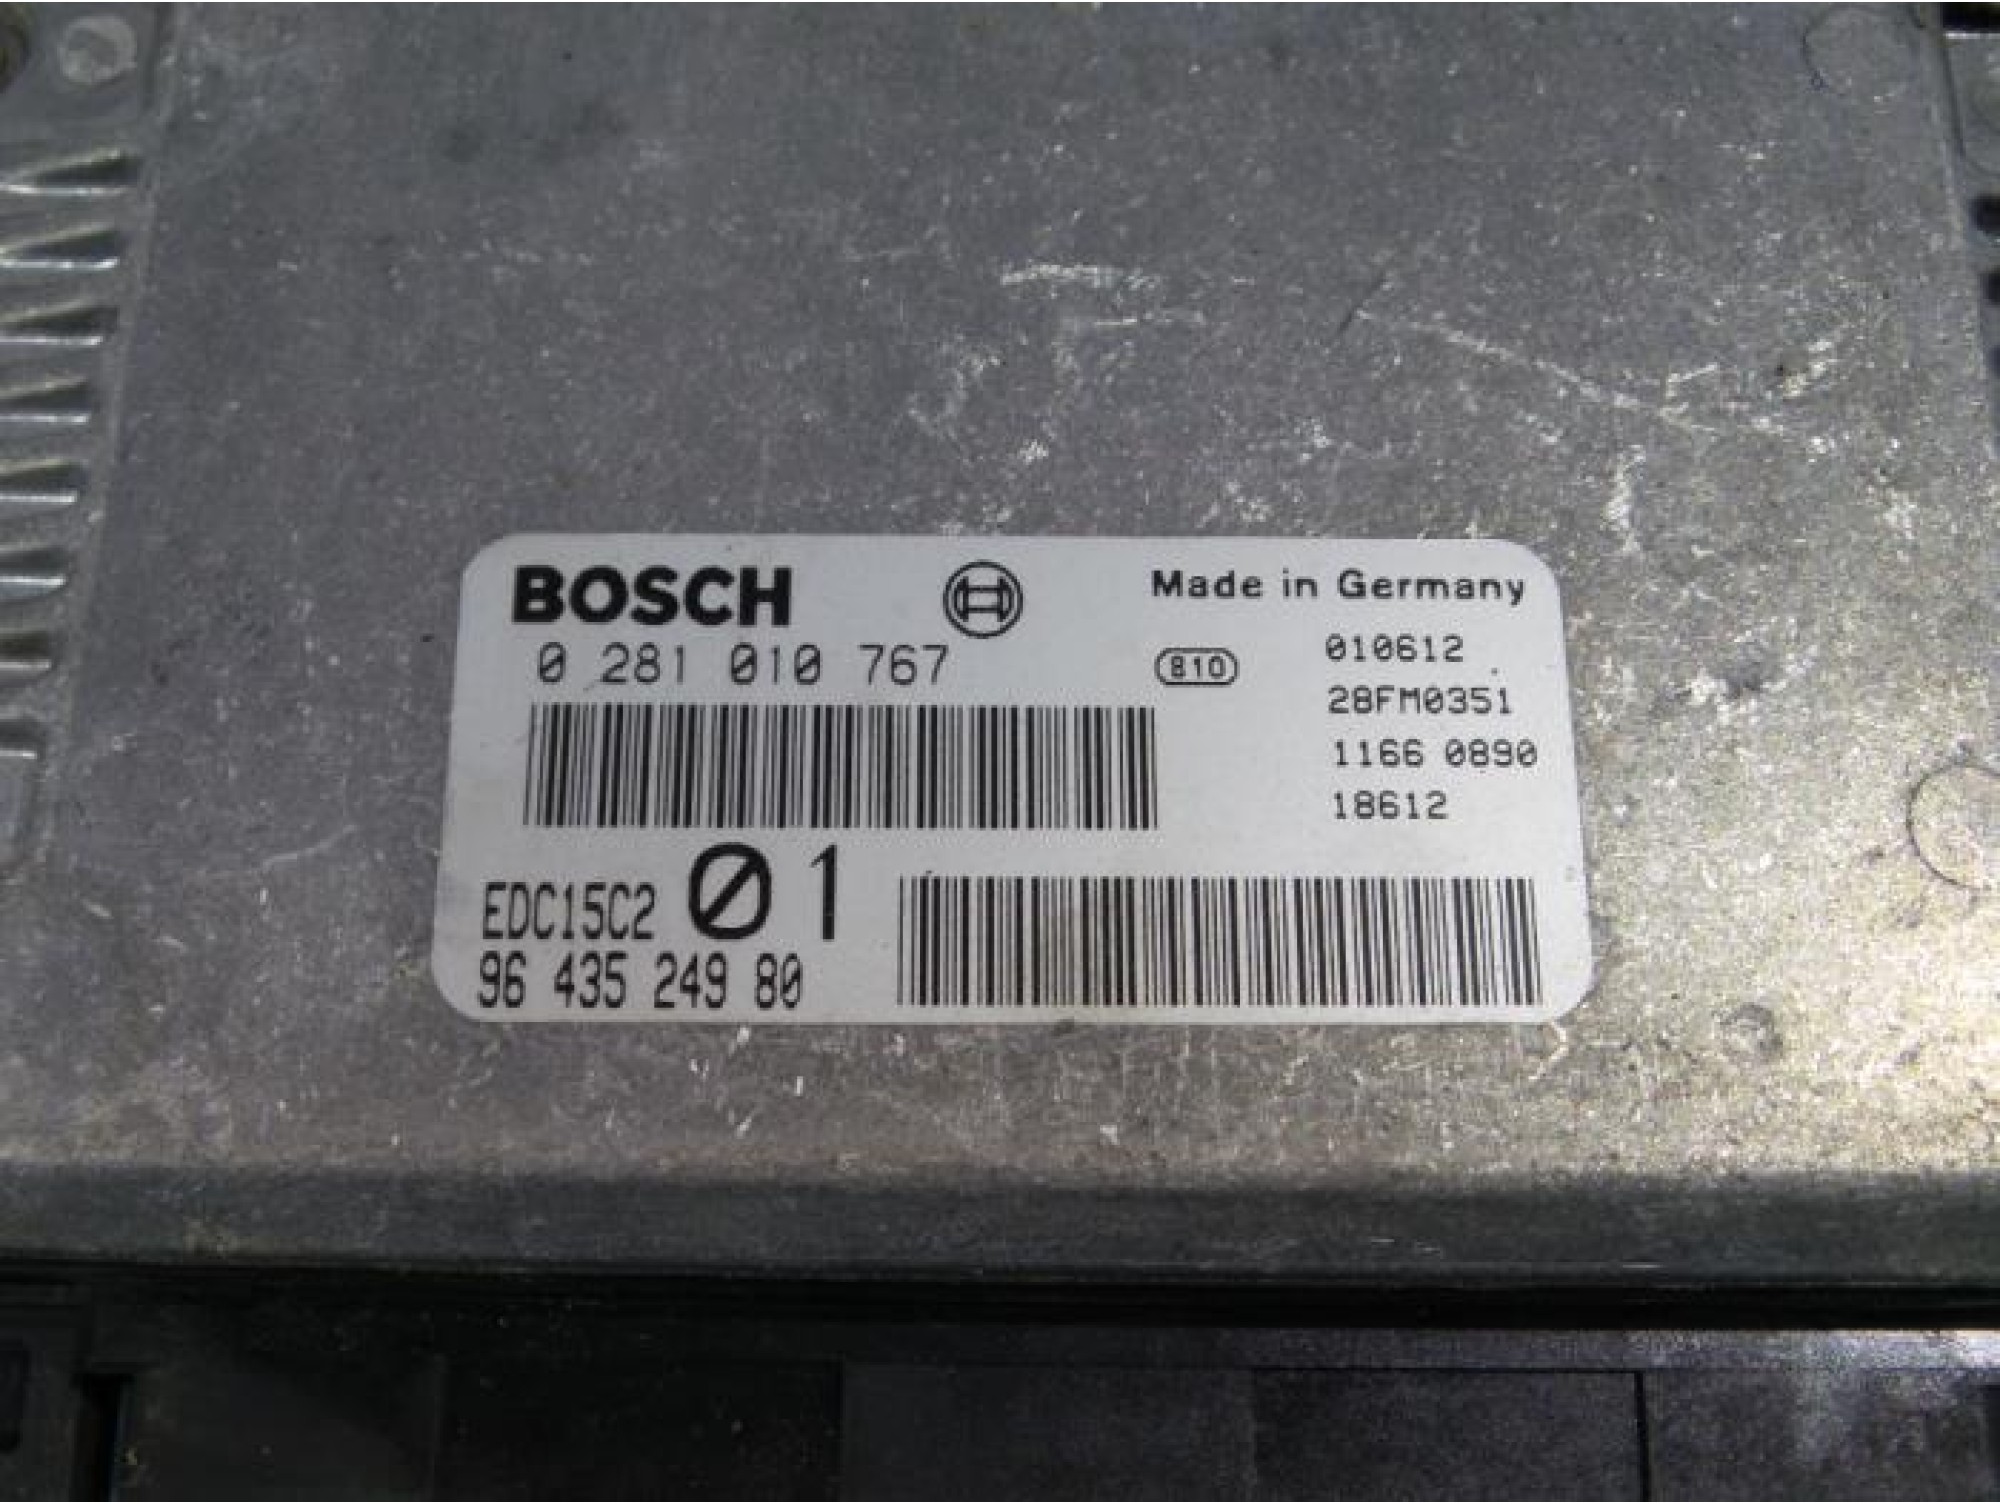 BOSCH
Made in Germany
0 281 010 767
810
010612
28FM0351
1166 0890
18612
EDC15C2 01
96 435 249 80